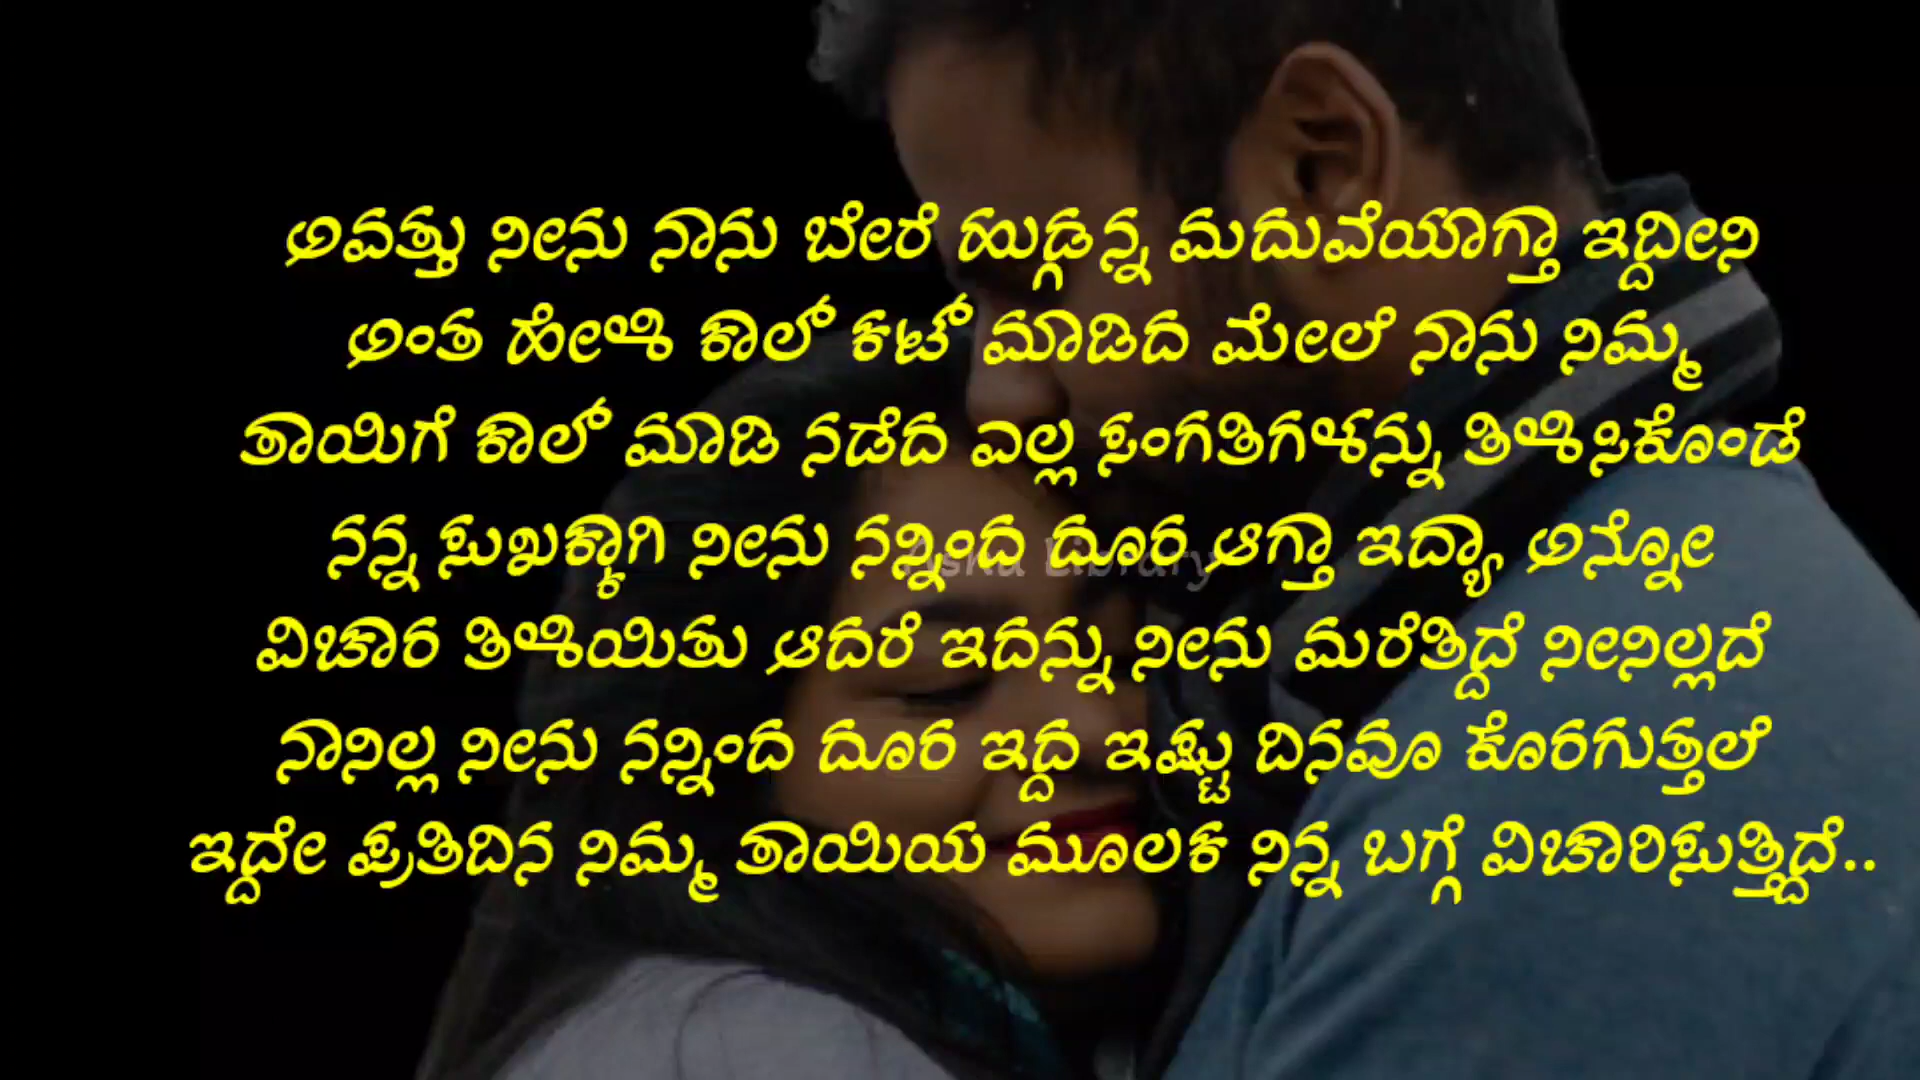 ಅವತ್ತು ನೀನು ನಾನು ಬೇರೆ ಹುಡ್ಗನ್ನ ಮದುವೆಯಾಗ್ತಾ ಇದ್ದೀನಿ
ಅಂತ ಹೇಳಿ ಕಾಲ್ ಕಟ್ ಮಾಡಿದ ಮೇಲೆ ನಾನು ನಿಮ್ಮ
ತಾಯಿಗೆ ಕಾಲ್ ಮಾಡಿ ನಡೆದ ಎಲ್ಲ ಸಂಗತಿಗಳನ್ನು ತಿಳಿಸಿಕೊಂಡೆ
ನನ್ನ ಸುಖಕ್ಕಾಗಿ ನೀನು ನನ್ನಿಂದ ದೂರ ಆಗ್ತಾ ಇದ್ಯಾ ಅನ್ನೋ
ವಿಚಾರ ತಿಳಿಯಿತು ಆದರೆ ಇದನ್ನು ನೀನು ಮರೆತ್ತಿದ್ದೆ ನೀನಿಲ್ಲದೆ
ನಾನಿಲ್ಲ ನೀನು ನನ್ನಿಂದ ದೂರ ಇದ್ದ ಇಷ್ಟು ದಿನವೂ ಕೊರಗುತ್ತಲೆ
ಇದ್ದೇ ಪ್ರತಿದಿನ ನಿಮ್ಮ ತಾಯಿಯ ಮೂಲಕ ನಿನ್ನ ಬಗ್ಗೆ ವಿಚಾರಿಸುತ್ತಿದ್ದೆ..
Library